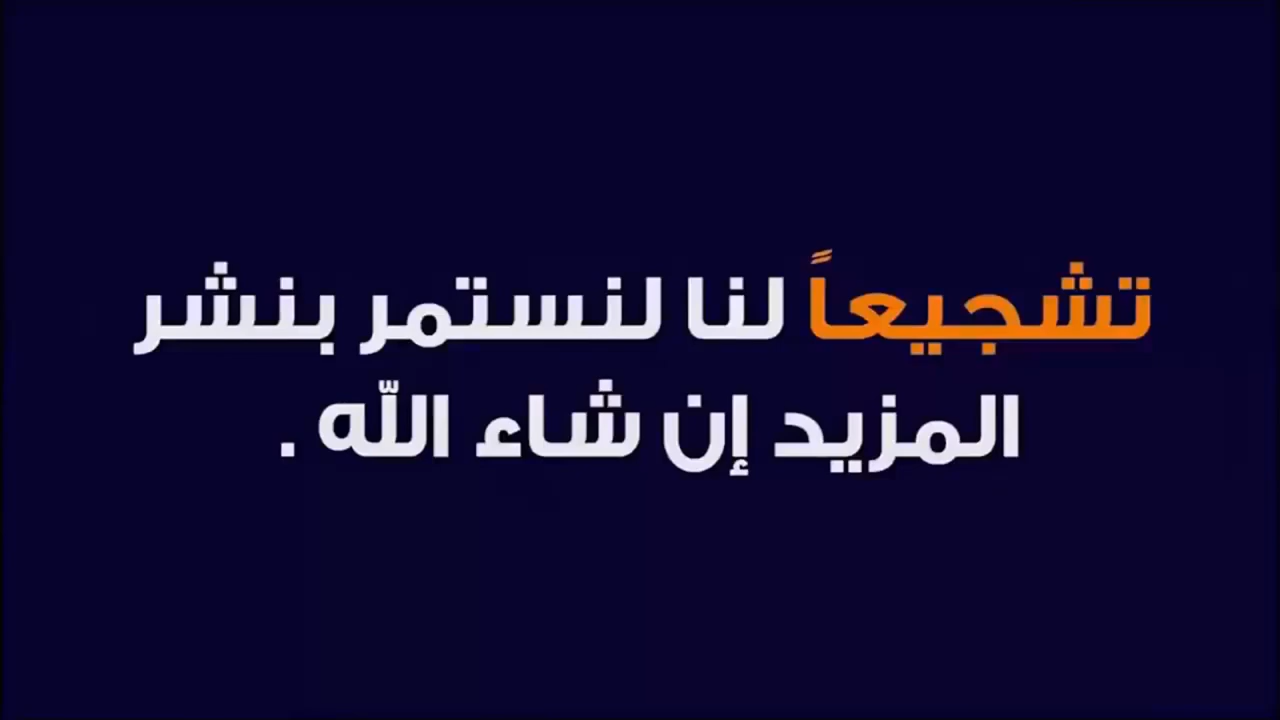 تشجيعاً لنا لنستمر بنشر
المزيد إن شاء الله .